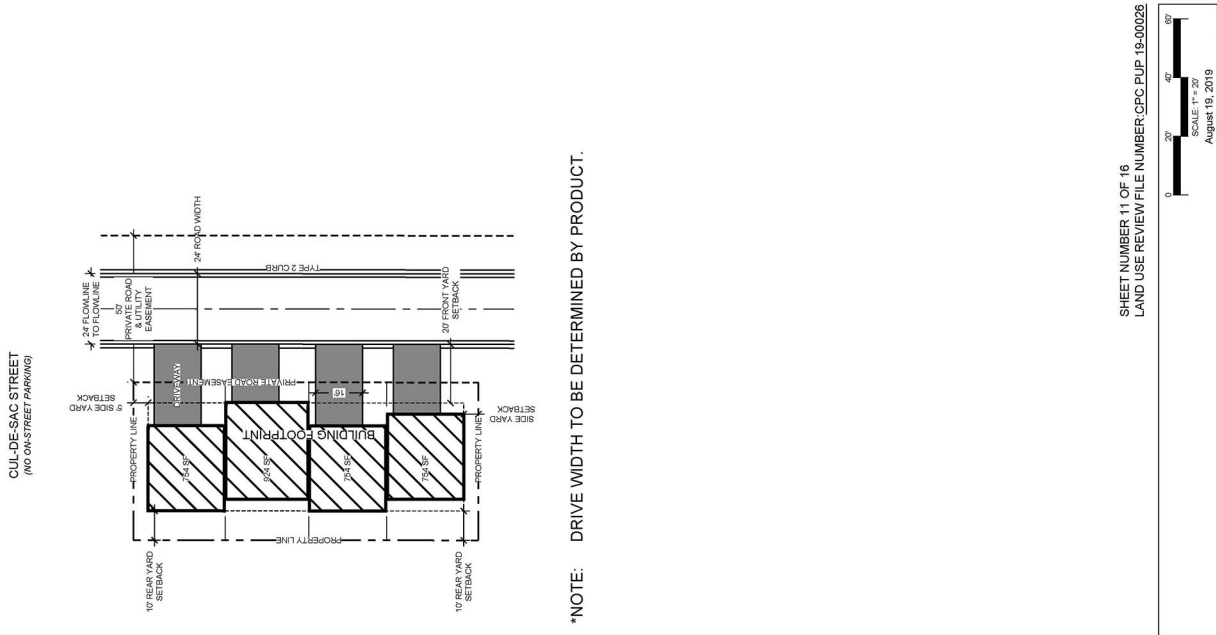 CUL-DE-SAC STREET
(NO ON-STREET PARKING)
24' FLOWLINE
TO FLOWLINE
50'
PRIVATE ROAD
& UTILITY
EASEMENT
24' ROAD WIDTH
TYPE 2 CURB
20' FRONT YARD
SETBACK
5' SIDE YARD
SETBACK
DRIVEWAY
PRIVATE ROAD EASEMENT
16'
SIDE YARD
SETBACK
PROPERTY LINE
BUILDING FOOTPRINT
PROPERTY LINE
754 SF
924 SF
754 SF
754 SF
PROPERTY LINE
10' REAR YARD
SETBACK
10' REAR YARD
SETBACK
*NOTE: DRIVE WIDTH TO BE DETERMINED BY PRODUCT.
SHEET NUMBER 11 OF 16
LAND USE REVIEW FILE NUMBER:CPC PUP 19-00026
0 20' 40' 60'
SCALE: 1" = 20'
August 19, 2019